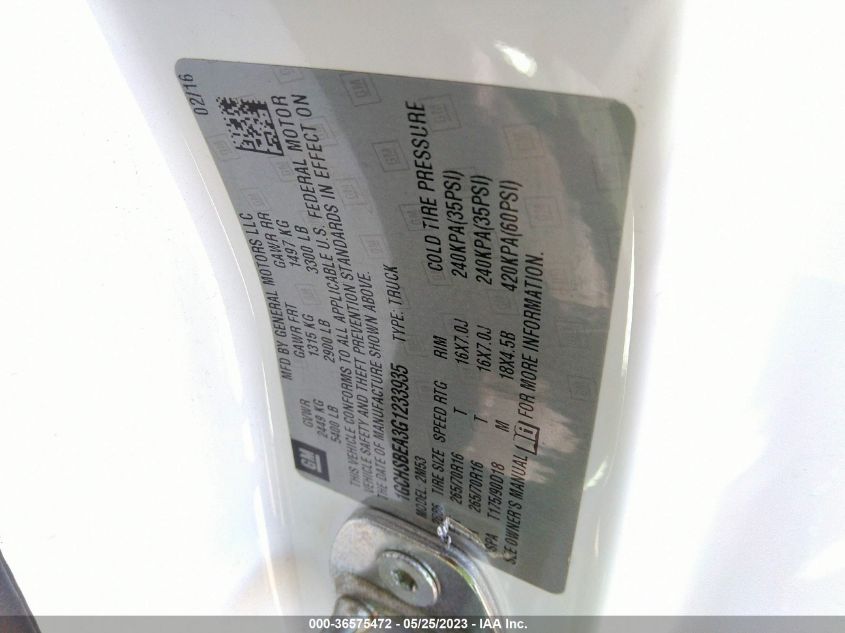 02/16
MFD BY GENERAL MOTORS LLC
GM GVWR GAWR FRT GAWR RR
2449 KG 1315 KG 1497 KG
5400 LB 2900 LB 3300 LB
THIS VEHICLE CONFORMS TO ALL APPLICABLE U.S. FEDERAL MOTOR
VEHICLE SAFETY AND THEFT PREVENTION STANDARDS IN EFFECT ON
THE DATE OF MANUFACTURE SHOWN ABOVE.
1GCHSBEA3G1233935 TYPE: TRUCK
MODEL: 2M53
TIRE SIZE SPEED RTG RIM COLD TIRE PRESSURE
265/70R16 T 16X7.0J 240KPA(35PSI)
265/70R16 T 16X7.0J 240KPA(35PSI)
SPA T175/90D18 M 18X4.5B 420KPA(60PSI)
SEE OWNER'S MANUAL FOR MORE INFORMATION.
000-36575472 - 05/25/2023 - IAA Inc.